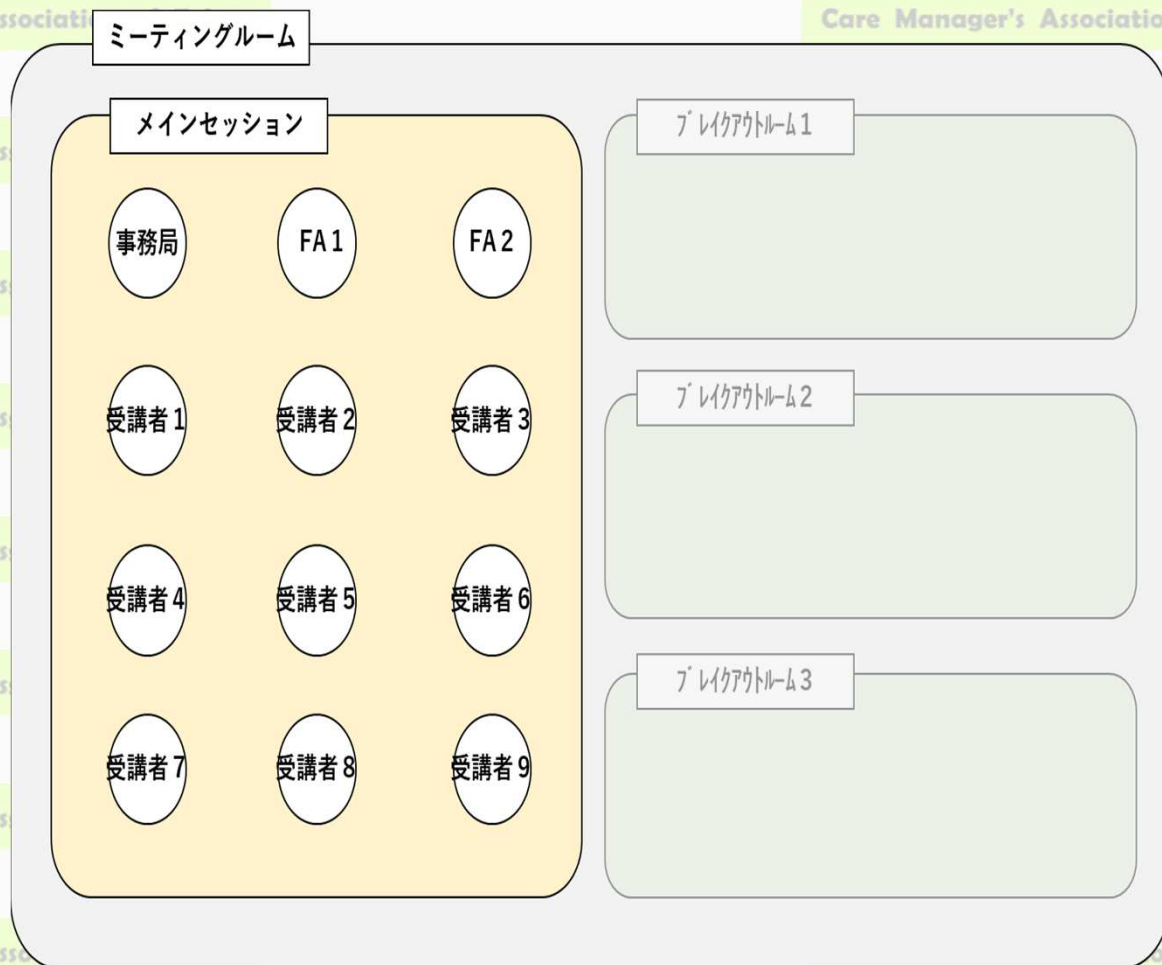 Care Manager's Associatio
ミーティングルーム
メインセッション
事務局
FA 1
FA 2
受講者 1
受講者 2
受講者 3
受講者 4
受講者 5
受講者 6
受講者 7
受講者 8
受講者 9
ﾌﾞﾚｲｸｱｳﾄﾙｰﾑ 1
ﾌﾞﾚｲｸｱｳﾄﾙｰﾑ 2
ﾌﾞﾚｲｸｱｳﾄﾙｰﾑ 3